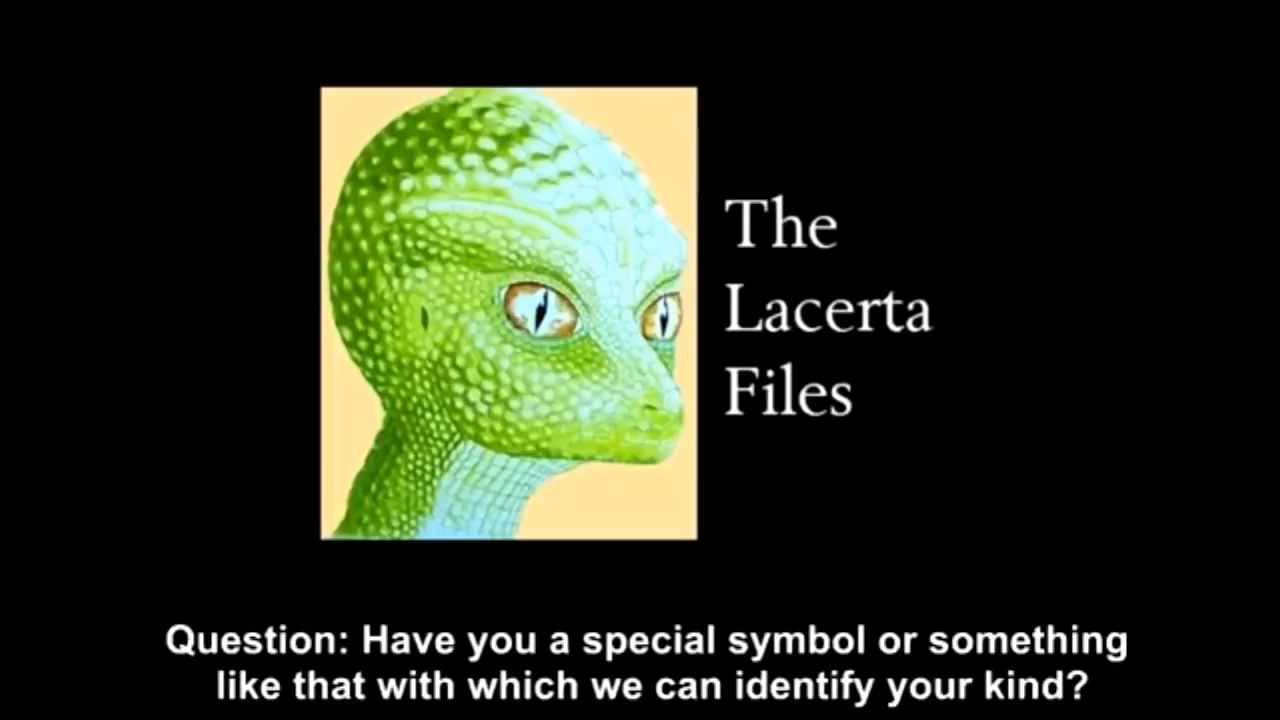 The
Lacerta
Files
Question: Have you a special symbol or something
like that with which we can identify your kind?